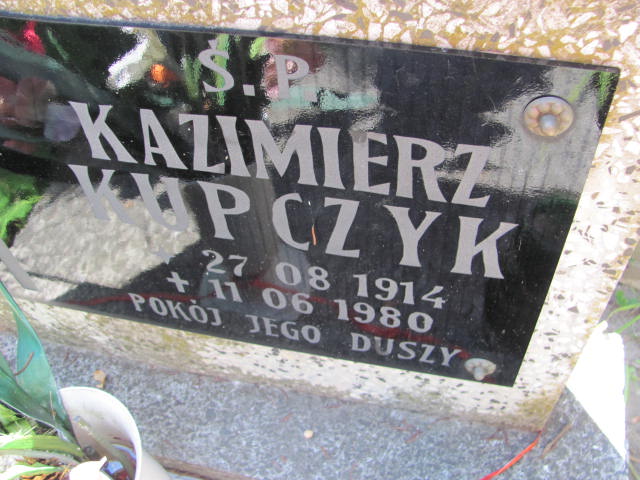 Ś.P.
KAZIMIERZ
KUPCZYK
* 27 08 1914
+ 11 06 1980
POKÓJ JEGO DUSZY